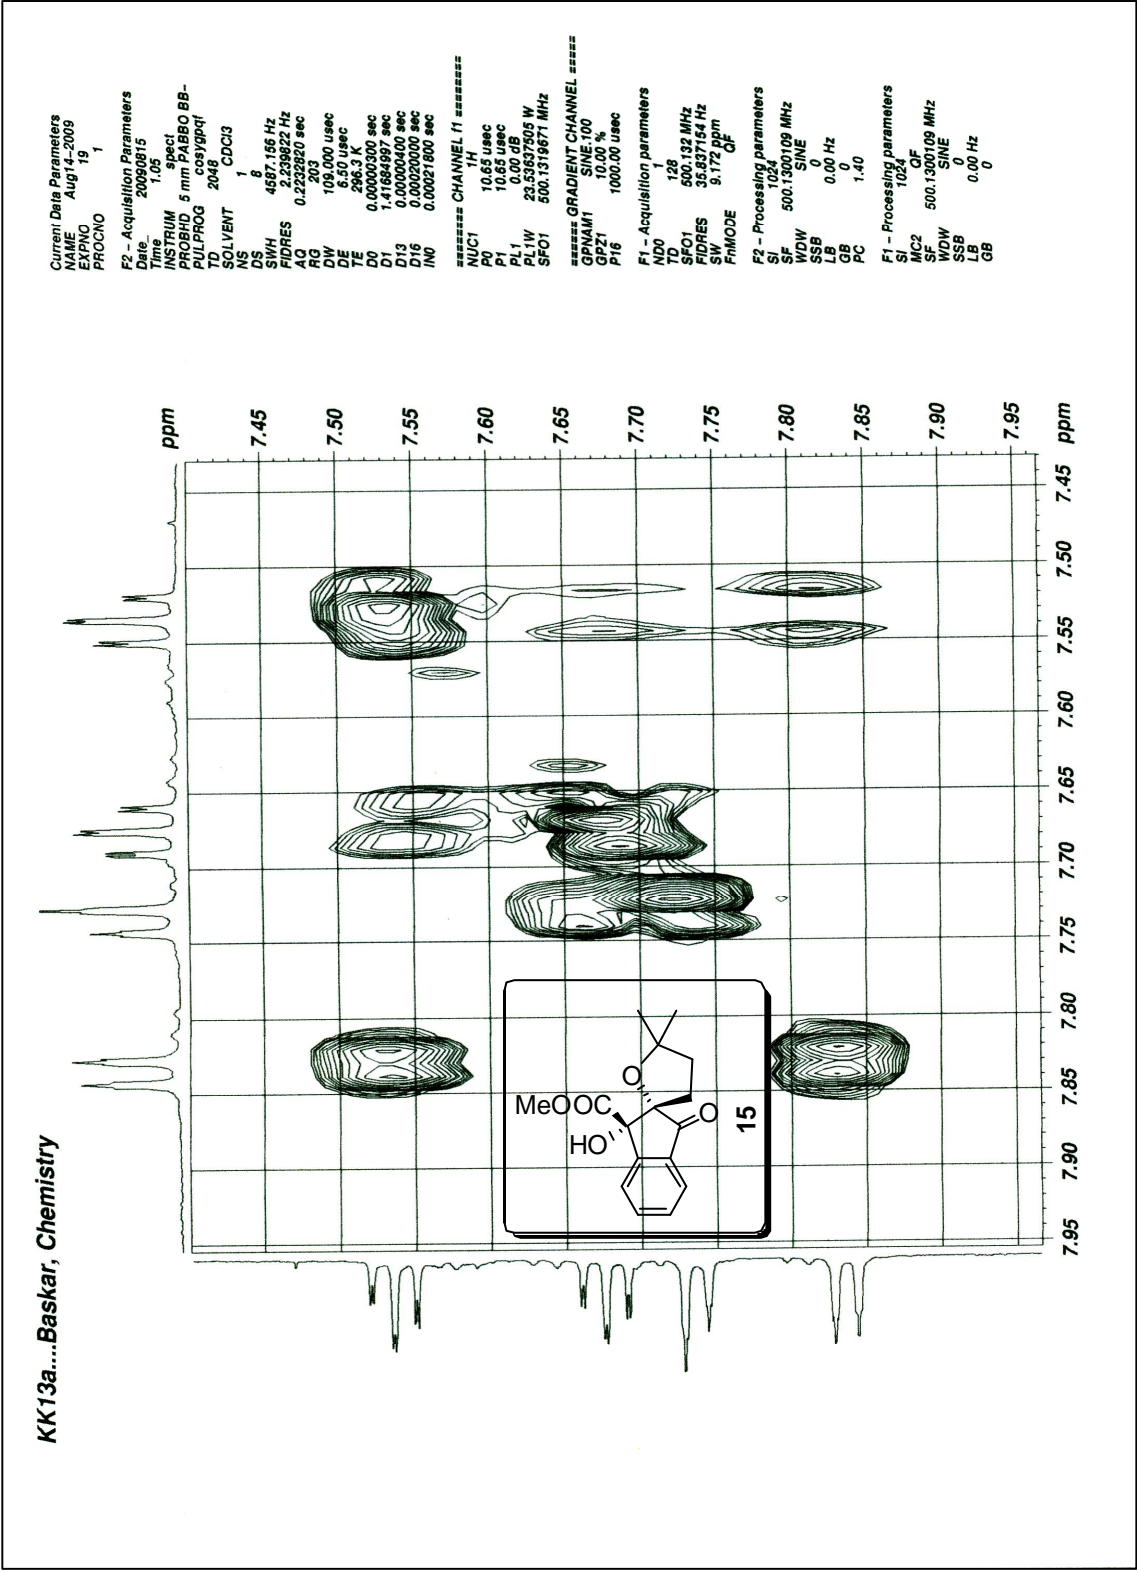 KK13a....Baskar, Chemistry
Current Data Parameters
NAME Aug14-2009
EXPNO 19
PROCNO 1
F2 - Acquisition Parameters
Date_ 20090815
Time 1.05
INSTRUM spect
PROBHD 5 mm PABBO BB-
PULPROG cosygpqf
TD 2048
SOLVENT CDCl3
NS 1
DS 8
SWH 4587.156 Hz
FIDRES 2.239822 Hz
AQ 0.2232820 sec
RG 203
DW 109.000 usec
DE 6.50 usec
TE 296.3 K
D0 0.00000300 sec
D1 1.41684997 sec
D13 0.00000400 sec
D16 0.00020000 sec
IN0 0.00021800 sec
======== CHANNEL f1 ========
NUC1 1H
P0 10.65 usec
P1 10.65 usec
PL1 0.00 dB
PL1W 23.53637505 W
SFO1 500.1319571 MHz
====== GRADIENT CHANNEL =====
GPNAM1 SINE.100
GPZ1 10.00 %
P16 1000.00 usec
F1 - Acquisition parameters
ND0 1
TD 128
SFO1 500.132 MHz
FIDRES 35.837154 Hz
SW 9.172 ppm
FnMODE QF
F2 - Processing parameters
SI 1024
SF 500.1300109 MHz
WDW SINE
SSB 0
LB 0.00 Hz
GB 0
PC 1.40
F1 - Processing parameters
SI 1024
MC2 QF
SF 500.1300109 MHz
WDW SINE
SSB 0
LB 0.00 Hz
GB 0
ppm
7.45
7.50
7.55
7.60
7.65
7.70
7.75
7.80
7.85
7.90
7.95
ppm
7.95 7.90 7.85 7.80 7.75 7.70 7.65 7.60 7.55 7.50 7.45
MeOOC
O
HO
O
15